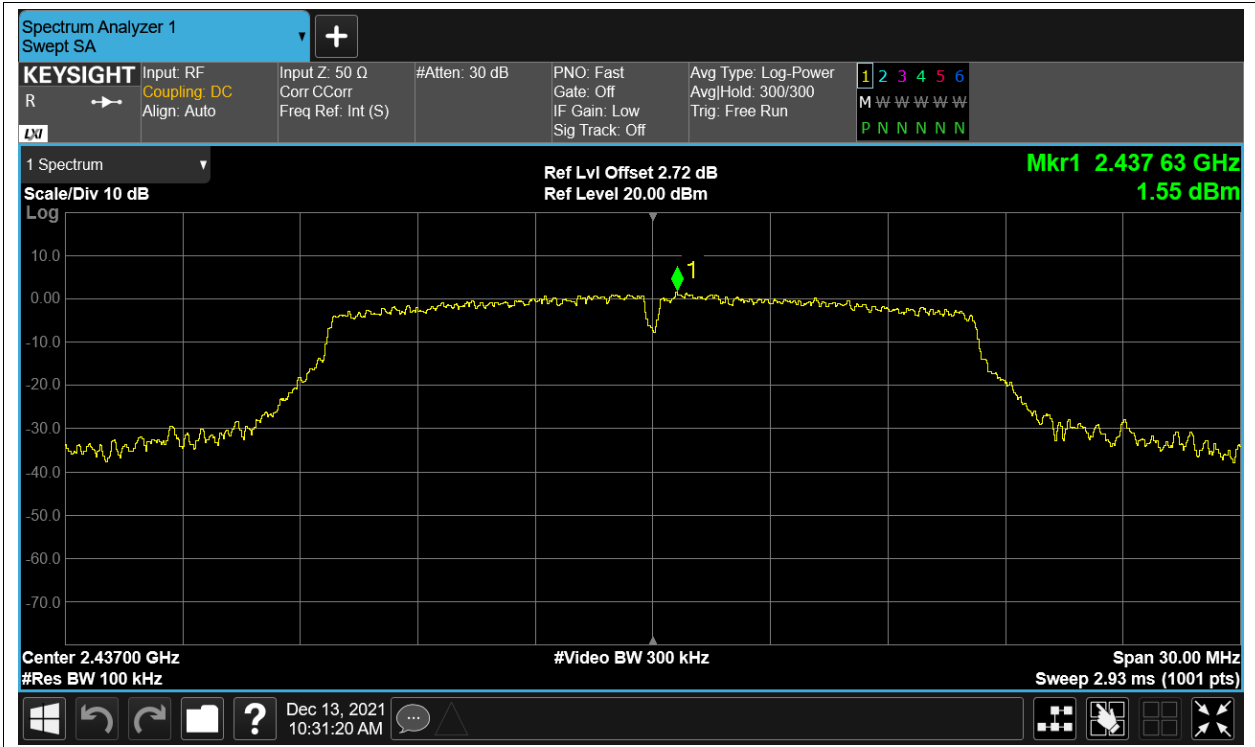 Spectrum Analyzer 1
Swept SA
+
KEYSIGHT
R
LXI
Input: RF
Coupling: DC
Align: Auto
Input Z: 50 Ω
Corr CCorr
Freq Ref: Int (S)
#Atten: 30 dB
PNO: Fast
Gate: Off
IF Gain: Low
Sig Track: Off
Avg Type: Log-Power
Avg|Hold: 300/300
Trig: Free Run
1 2 3 4 5 6
M W W W W W
P N N N N N
1 Spectrum
Scale/Div 10 dB
Log
Ref Lvl Offset 2.72 dB
Ref Level 20.00 dBm
Mkr1 2.437 63 GHz
1.55 dBm
10.0
0.00
-10.0
-20.0
-30.0
-40.0
-50.0
-60.0
-70.0
1
Center 2.43700 GHz
#Res BW 100 kHz
#Video BW 300 kHz
Span 30.00 MHz
Sweep 2.93 ms (1001 pts)
?
Dec 13, 2021
10:31:20 AM